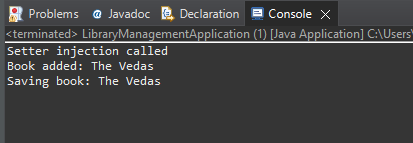 Problems Javadoc Declaration Console
<terminated> LibraryManagementApplication (1) [Java Application] C:\Users\
Setter injection called
Book added: The Vedas
Saving book: The Vedas